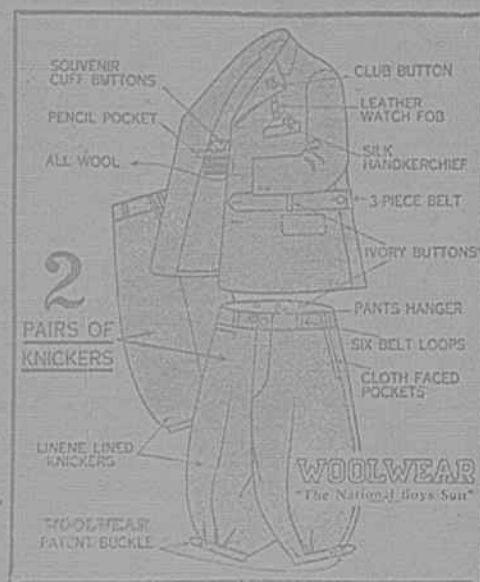 SOUVENIR
CUFF BUTTONS
PENCIL POCKET
ALL WOOL
2
PAIRS OF
KNICKERS
LINENE LINED
KNICKERS
WOOLWEAR
PATENT BUCKLE
CLUB BUTTON
LEATHER
WATCH FOB
SILK
HANDKERCHIEF
3-PIECE BELT
IVORY BUTTONS
PANTS HANGER
SIX BELT LOOPS
CLOTH FACED
POCKETS
WOOLWEAR
"The National Boys Suit"